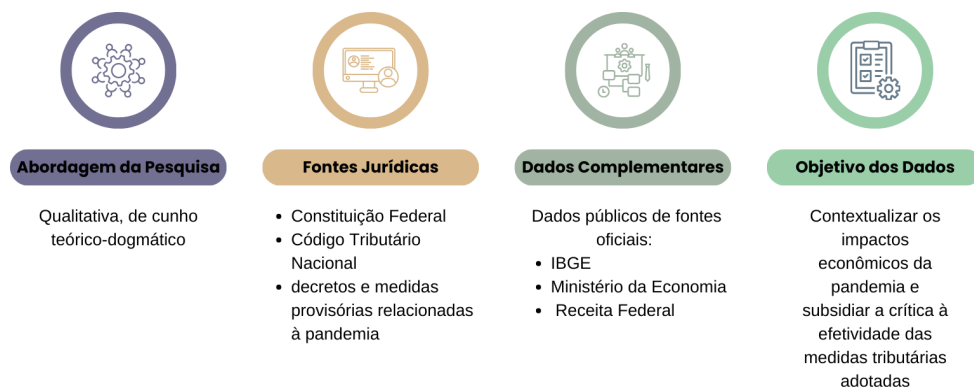 Abordagem da Pesquisa
Qualitativa, de cunho
teórico-dogmático
Fontes Jurídicas
• Constituição Federal
• Código Tributário
Nacional
• decretos e medidas
provisórias relacionadas
à pandemia
Dados Complementares
Dados públicos de fontes
oficiais:
• IBGE
• Ministério da Economia
• Receita Federal
Objetivo dos Dados
Contextualizar os
impactos
econômicos da
pandemia e
subsidiar a crítica à
efetividade das
medidas tributárias
adotadas